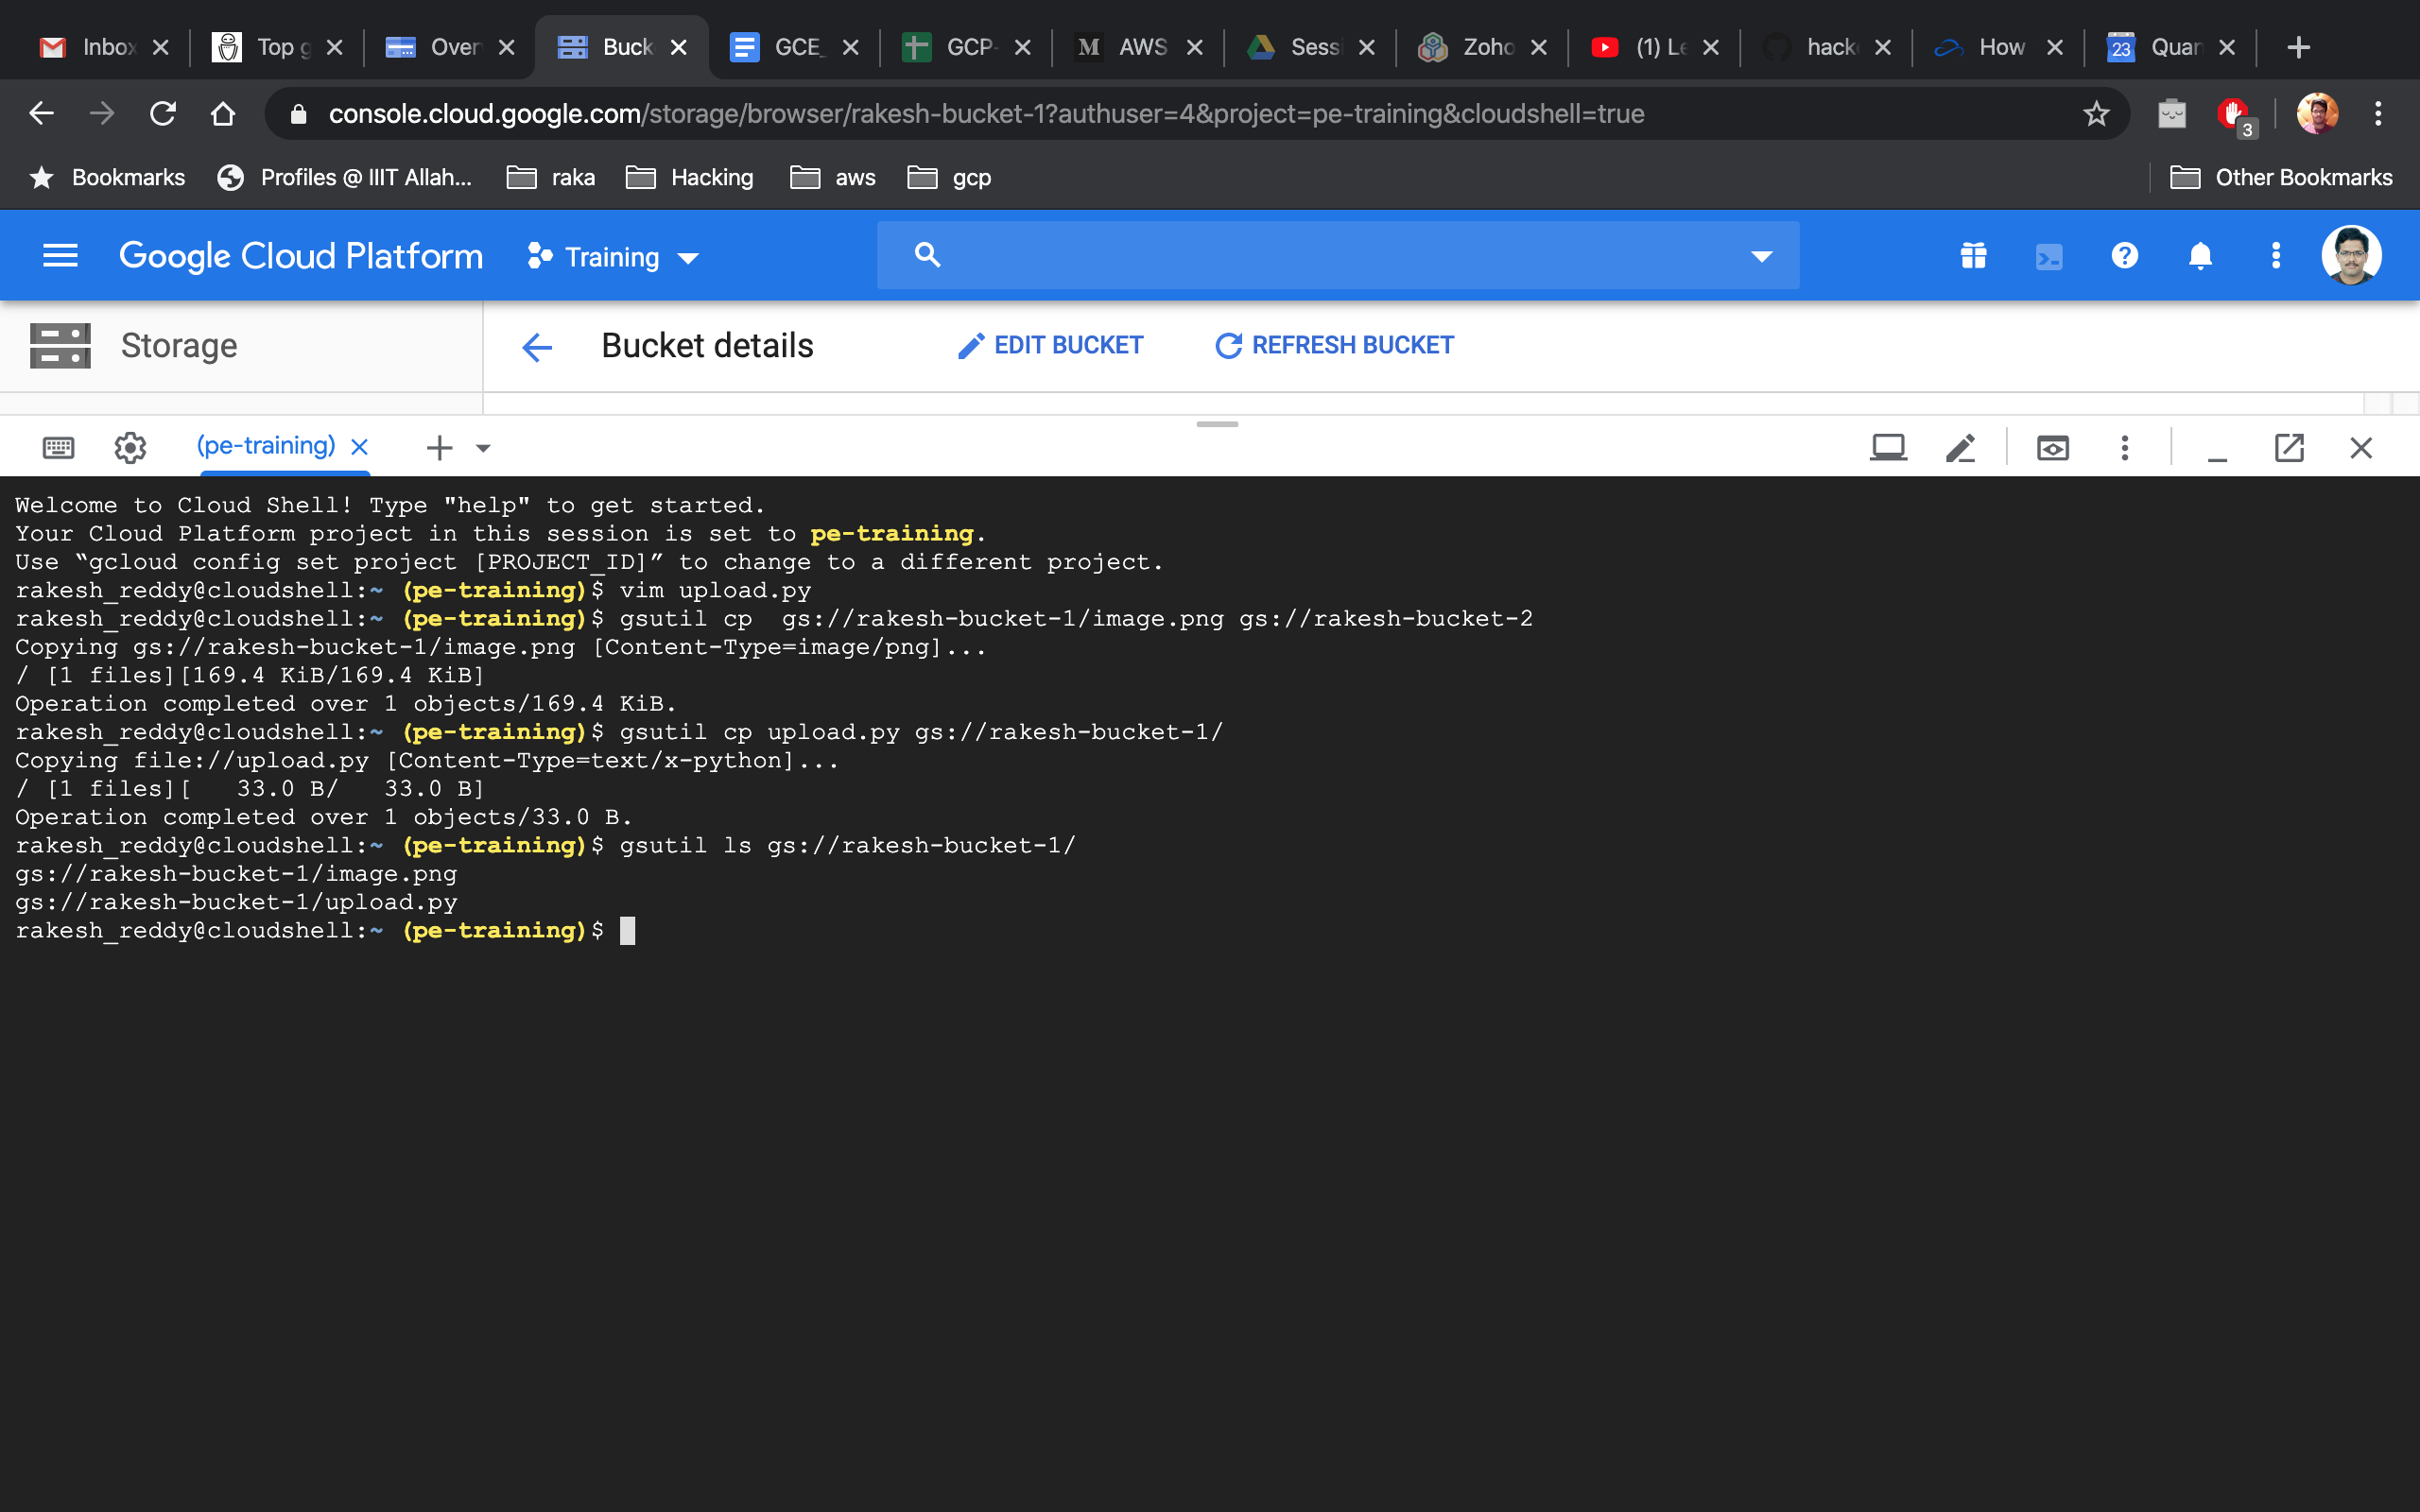 Inbox Top g Over Buck GCE_ GCP- AWS Sessi Zoho (1) Le hack How Quan
console.cloud.google.com/storage/browser/rakesh-bucket-1?authuser=4&project=pe-training&cloudshell=true
3
Bookmarks Profiles @ IIIT Allah... raka Hacking aws gcp Other Bookmarks
Google Cloud Platform Training
Storage Bucket details EDIT BUCKET REFRESH BUCKET
(pe-training)
Welcome to Cloud Shell! Type "help" to get started.
Your Cloud Platform project in this session is set to pe-training.
Use “gcloud config set project [PROJECT_ID]” to change to a different project.
rakesh_reddy@cloudshell:~ (pe-training)$ vim upload.py
rakesh_reddy@cloudshell:~ (pe-training)$ gsutil cp  gs://rakesh-bucket-1/image.png gs://rakesh-bucket-2
Copying gs://rakesh-bucket-1/image.png [Content-Type=image/png]...
/ [1 files][169.4 KiB/169.4 KiB]
Operation completed over 1 objects/169.4 KiB.
rakesh_reddy@cloudshell:~ (pe-training)$ gsutil cp upload.py gs://rakesh-bucket-1/
Copying file://upload.py [Content-Type=text/x-python]...
/ [1 files][   33.0 B/   33.0 B]
Operation completed over 1 objects/33.0 B.
rakesh_reddy@cloudshell:~ (pe-training)$ gsutil ls gs://rakesh-bucket-1/
gs://rakesh-bucket-1/image.png
gs://rakesh-bucket-1/upload.py
rakesh_reddy@cloudshell:~ (pe-training)$